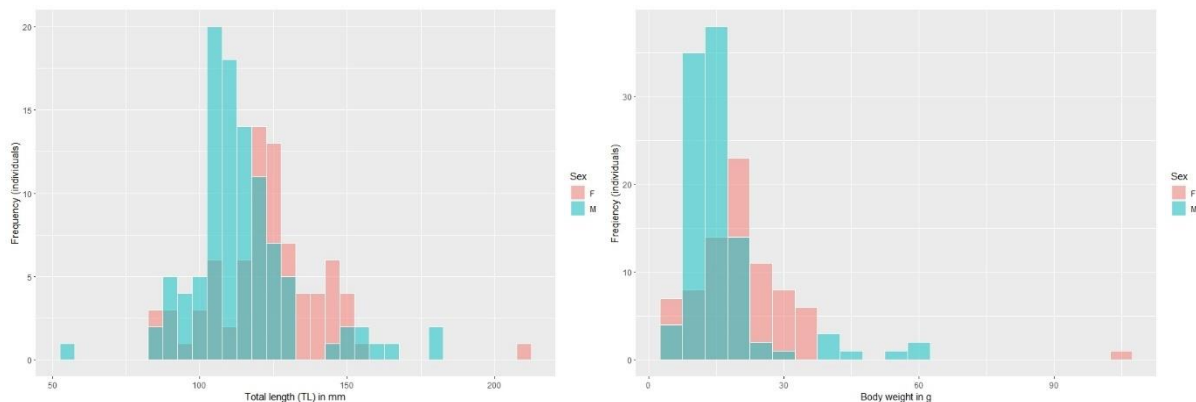 20
15
10
5
0
Frequency (individuals)
50
100
150
200
Total length (TL) in mm
Sex
F
M
30
20
10
0
Freqiency (individuals)
0
30
60
90
Body weight in g
Sex
F
M